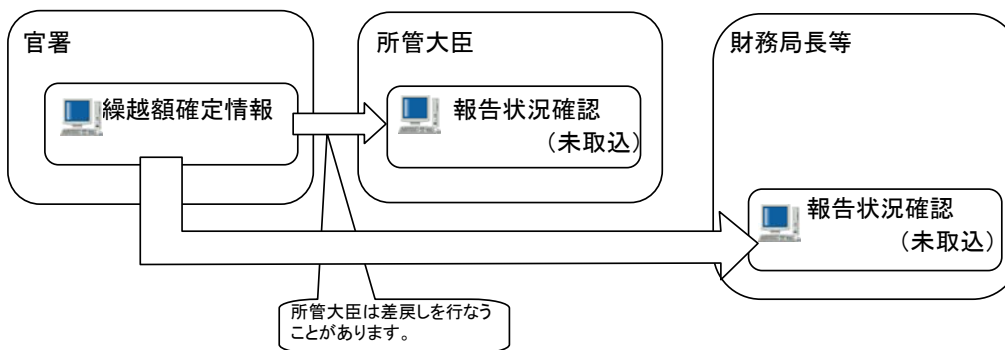 官署
繰越額確定情報
所管大臣
報告状況確認
（未取込）
財務局長等
報告状況確認
（未取込）
所管大臣は差戻しを行なう
ことがあります。